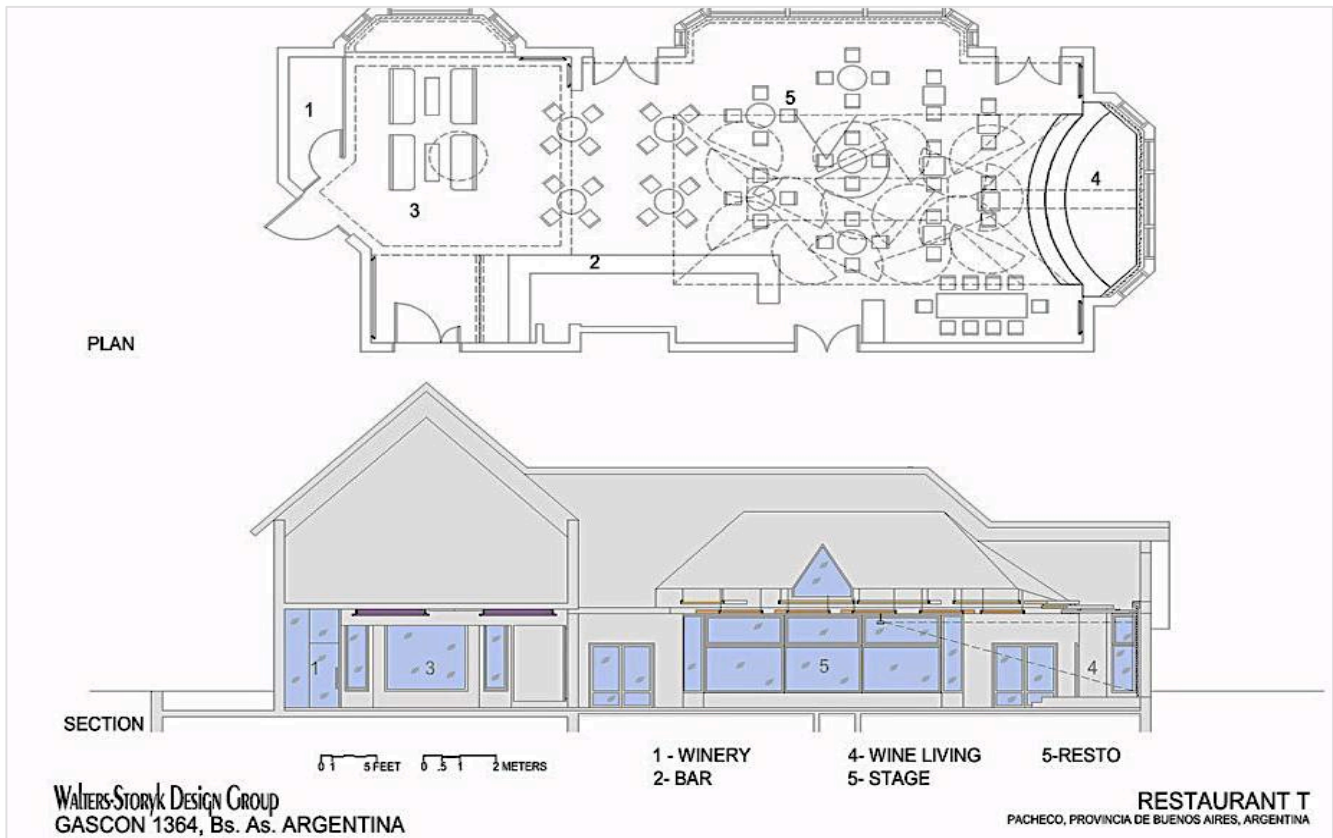 1
5
4
3
2
PLAN
1
3
5
4
SECTION
0 1 5 FEET 0 .5 1 2 METERS
1 - WINERY
2- BAR
4- WINE LIVING
5- STAGE
5-RESTO
WALTERS-STORYK DESIGN GROUP
GASCON 1364, Bs. As. ARGENTINA
RESTAURANT T
PACHECO, PROVINCIA DE BUENOS AIRES, ARGENTINA